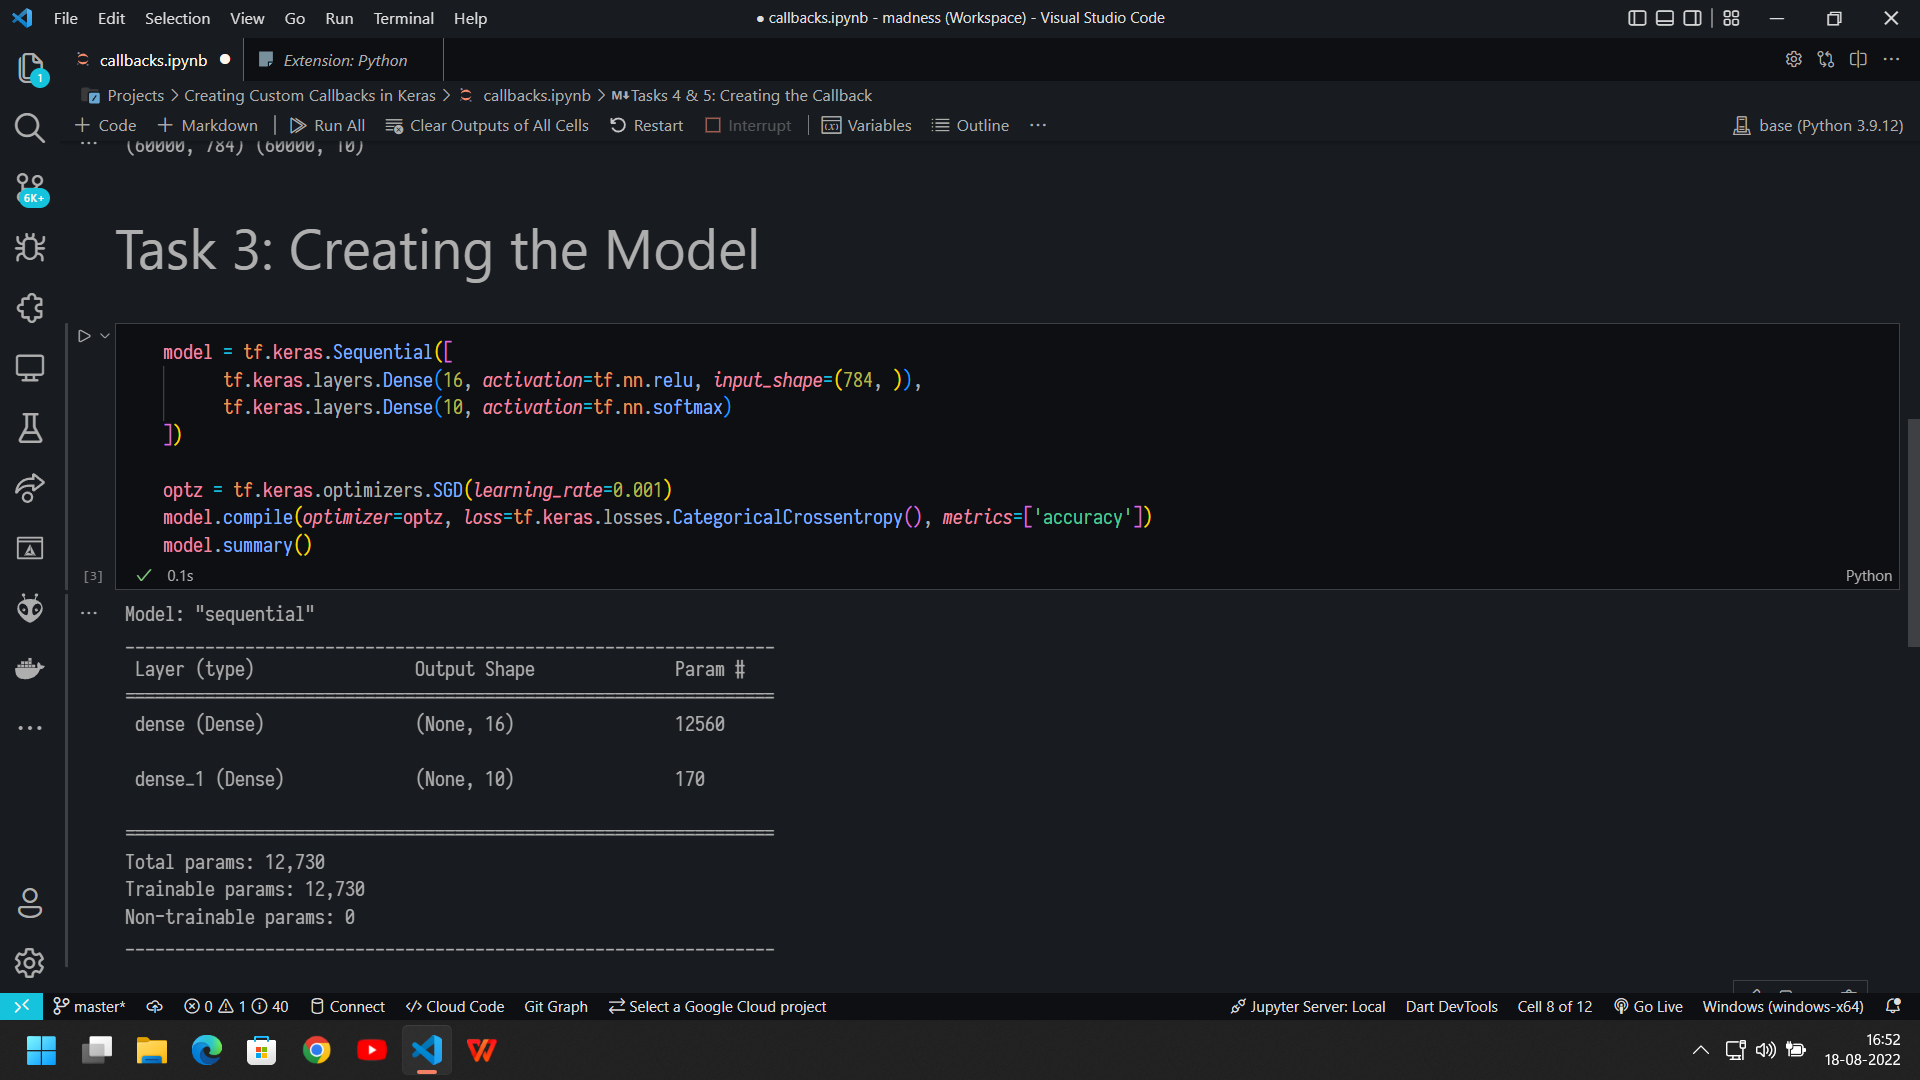 File Edit Selection View Go Run Terminal Help
● callbacks.ipynb - madness (Workspace) - Visual Studio Code
callbacks.ipynb ●
Extension: Python
Projects > Creating Custom Callbacks in Keras > callbacks.ipynb > M↓Tasks 4 & 5: Creating the Callback
+ Code + Markdown | Run All Clear Outputs of All Cells Restart Interrupt | Variables Outline ···
base (Python 3.9.12)
1
6K+
··· (60000, 784) (60000, 10)
Task 3: Creating the Model
model = tf.keras.Sequential([
tf.keras.layers.Dense(16, activation=tf.nn.relu, input_shape=(784, )),
tf.keras.layers.Dense(10, activation=tf.nn.softmax)
])
optz = tf.keras.optimizers.SGD(learning_rate=0.001)
model.compile(optimizer=optz, loss=tf.keras.losses.CategoricalCrossentropy(), metrics=['accuracy'])
model.summary()
[3] ✓ 0.1s
Python
··· Model: "sequential"
_________________________________________________________________
Layer (type) Output Shape Param #
=================================================================
dense (Dense) (None, 16) 12560
dense_1 (Dense) (None, 10) 170
=================================================================
Total params: 12,730
Trainable params: 12,730
Non-trainable params: 0
_________________________________________________________________
master* 0 1 40 Connect Cloud Code Git Graph Select a Google Cloud project
Jupyter Server: Local Dart DevTools Cell 8 of 12 Go Live Windows (windows-x64)
16:52
18-08-2022